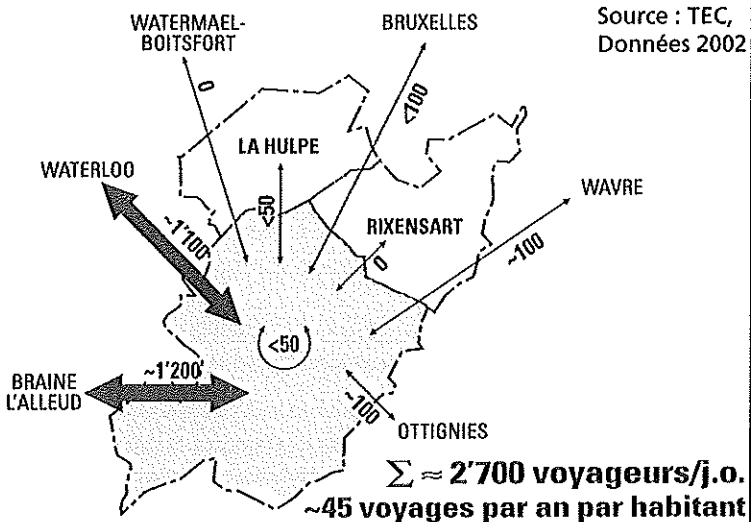 WATERMAEL-
BOITSFORT
BRUXELLES
Source : TEC,
Données 2002
0
<100
LA HULPE
WATERLOO
<50
WAVRE
~1'100
RIXENSART
~100
0
<50
~1'200
BRAINE
L'ALLEUD
~100
OTTIGNIES
∑ ≈ 2'700 voyageurs/j.o.
~45 voyages par an par habitant